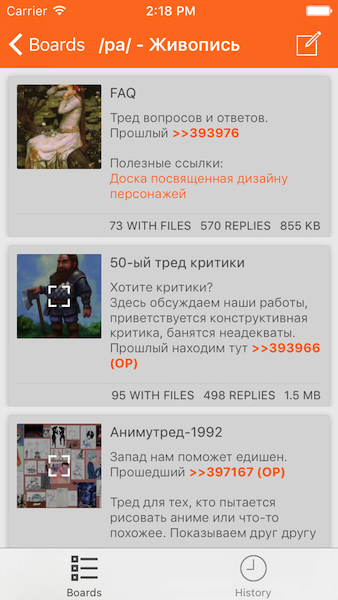 Carrier 2:18 PM
Boards /pa/ - Живопись
FAQ
Тред вопросов и ответов.
Прошлый >>393976
Полезные ссылки:
Доска посвященная дизайну
персонажей
73 WITH FILES 570 REPLIES 855 KB
50-ый тред критики
Хотите критики?
Здесь обсуждаем наши работы,
приветствуется конструктивная
критика, банятся неадекваты.
Прошлый находим тут >>393966
(OP)
95 WITH FILES 498 REPLIES 1.5 MB
Анимутред-1992
Запад нам поможет едишен.
Прошедший >>397167 (OP)
Тред для тех, кто пытается
рисовать аниме или что-то
похожее. Показываем друг другу
Boards History